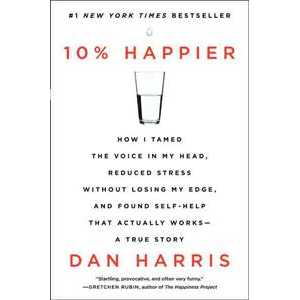 #1 NEW YORK TIMES BESTSELLER
10% HAPPIER
HOW I TAMED
THE VOICE IN MY HEAD,
REDUCED STRESS
WITHOUT LOSING MY EDGE,
AND FOUND SELF-HELP
THAT ACTUALLY WORKS—
A TRUE STORY
DAN HARRIS
"Startling, provocative, and often very funny."
—GRETCHEN RUBIN, author of The Happiness Project